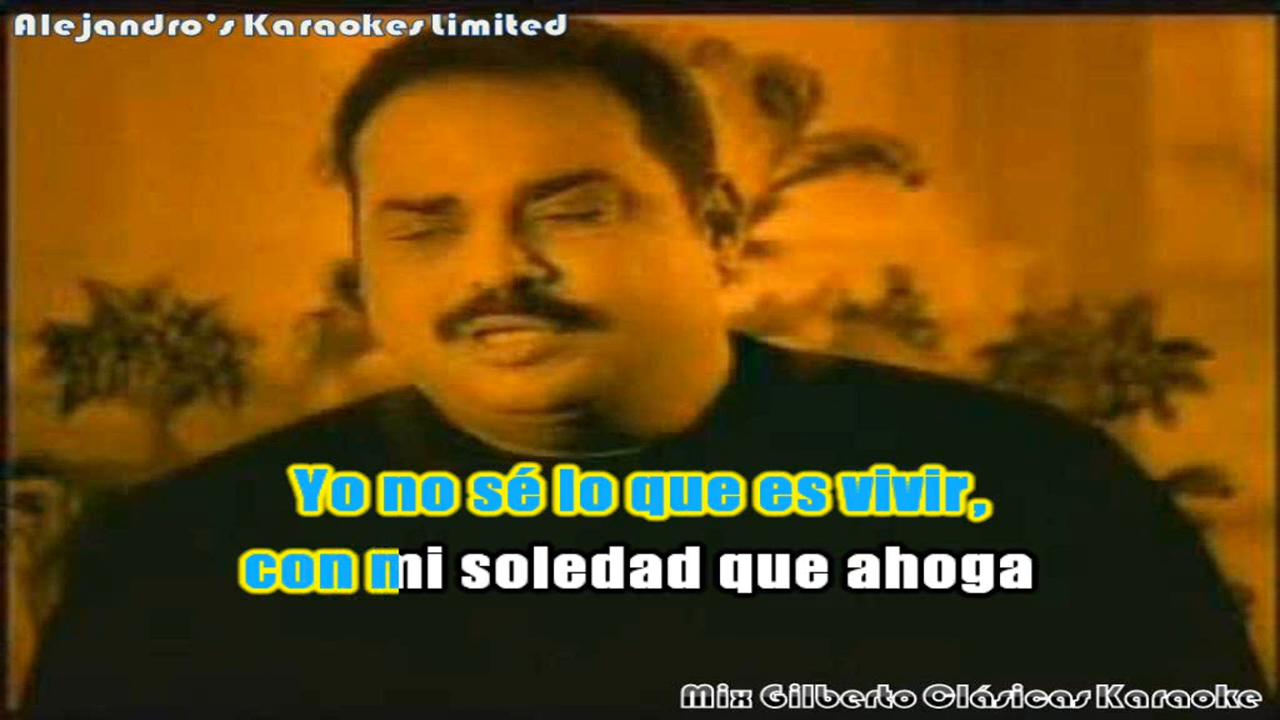 Alejandro's Karaokes Limited
Yo no sé lo que es vivir,
con mi soledad que ahoga
Mix Gilberto Clásicas Karaoke